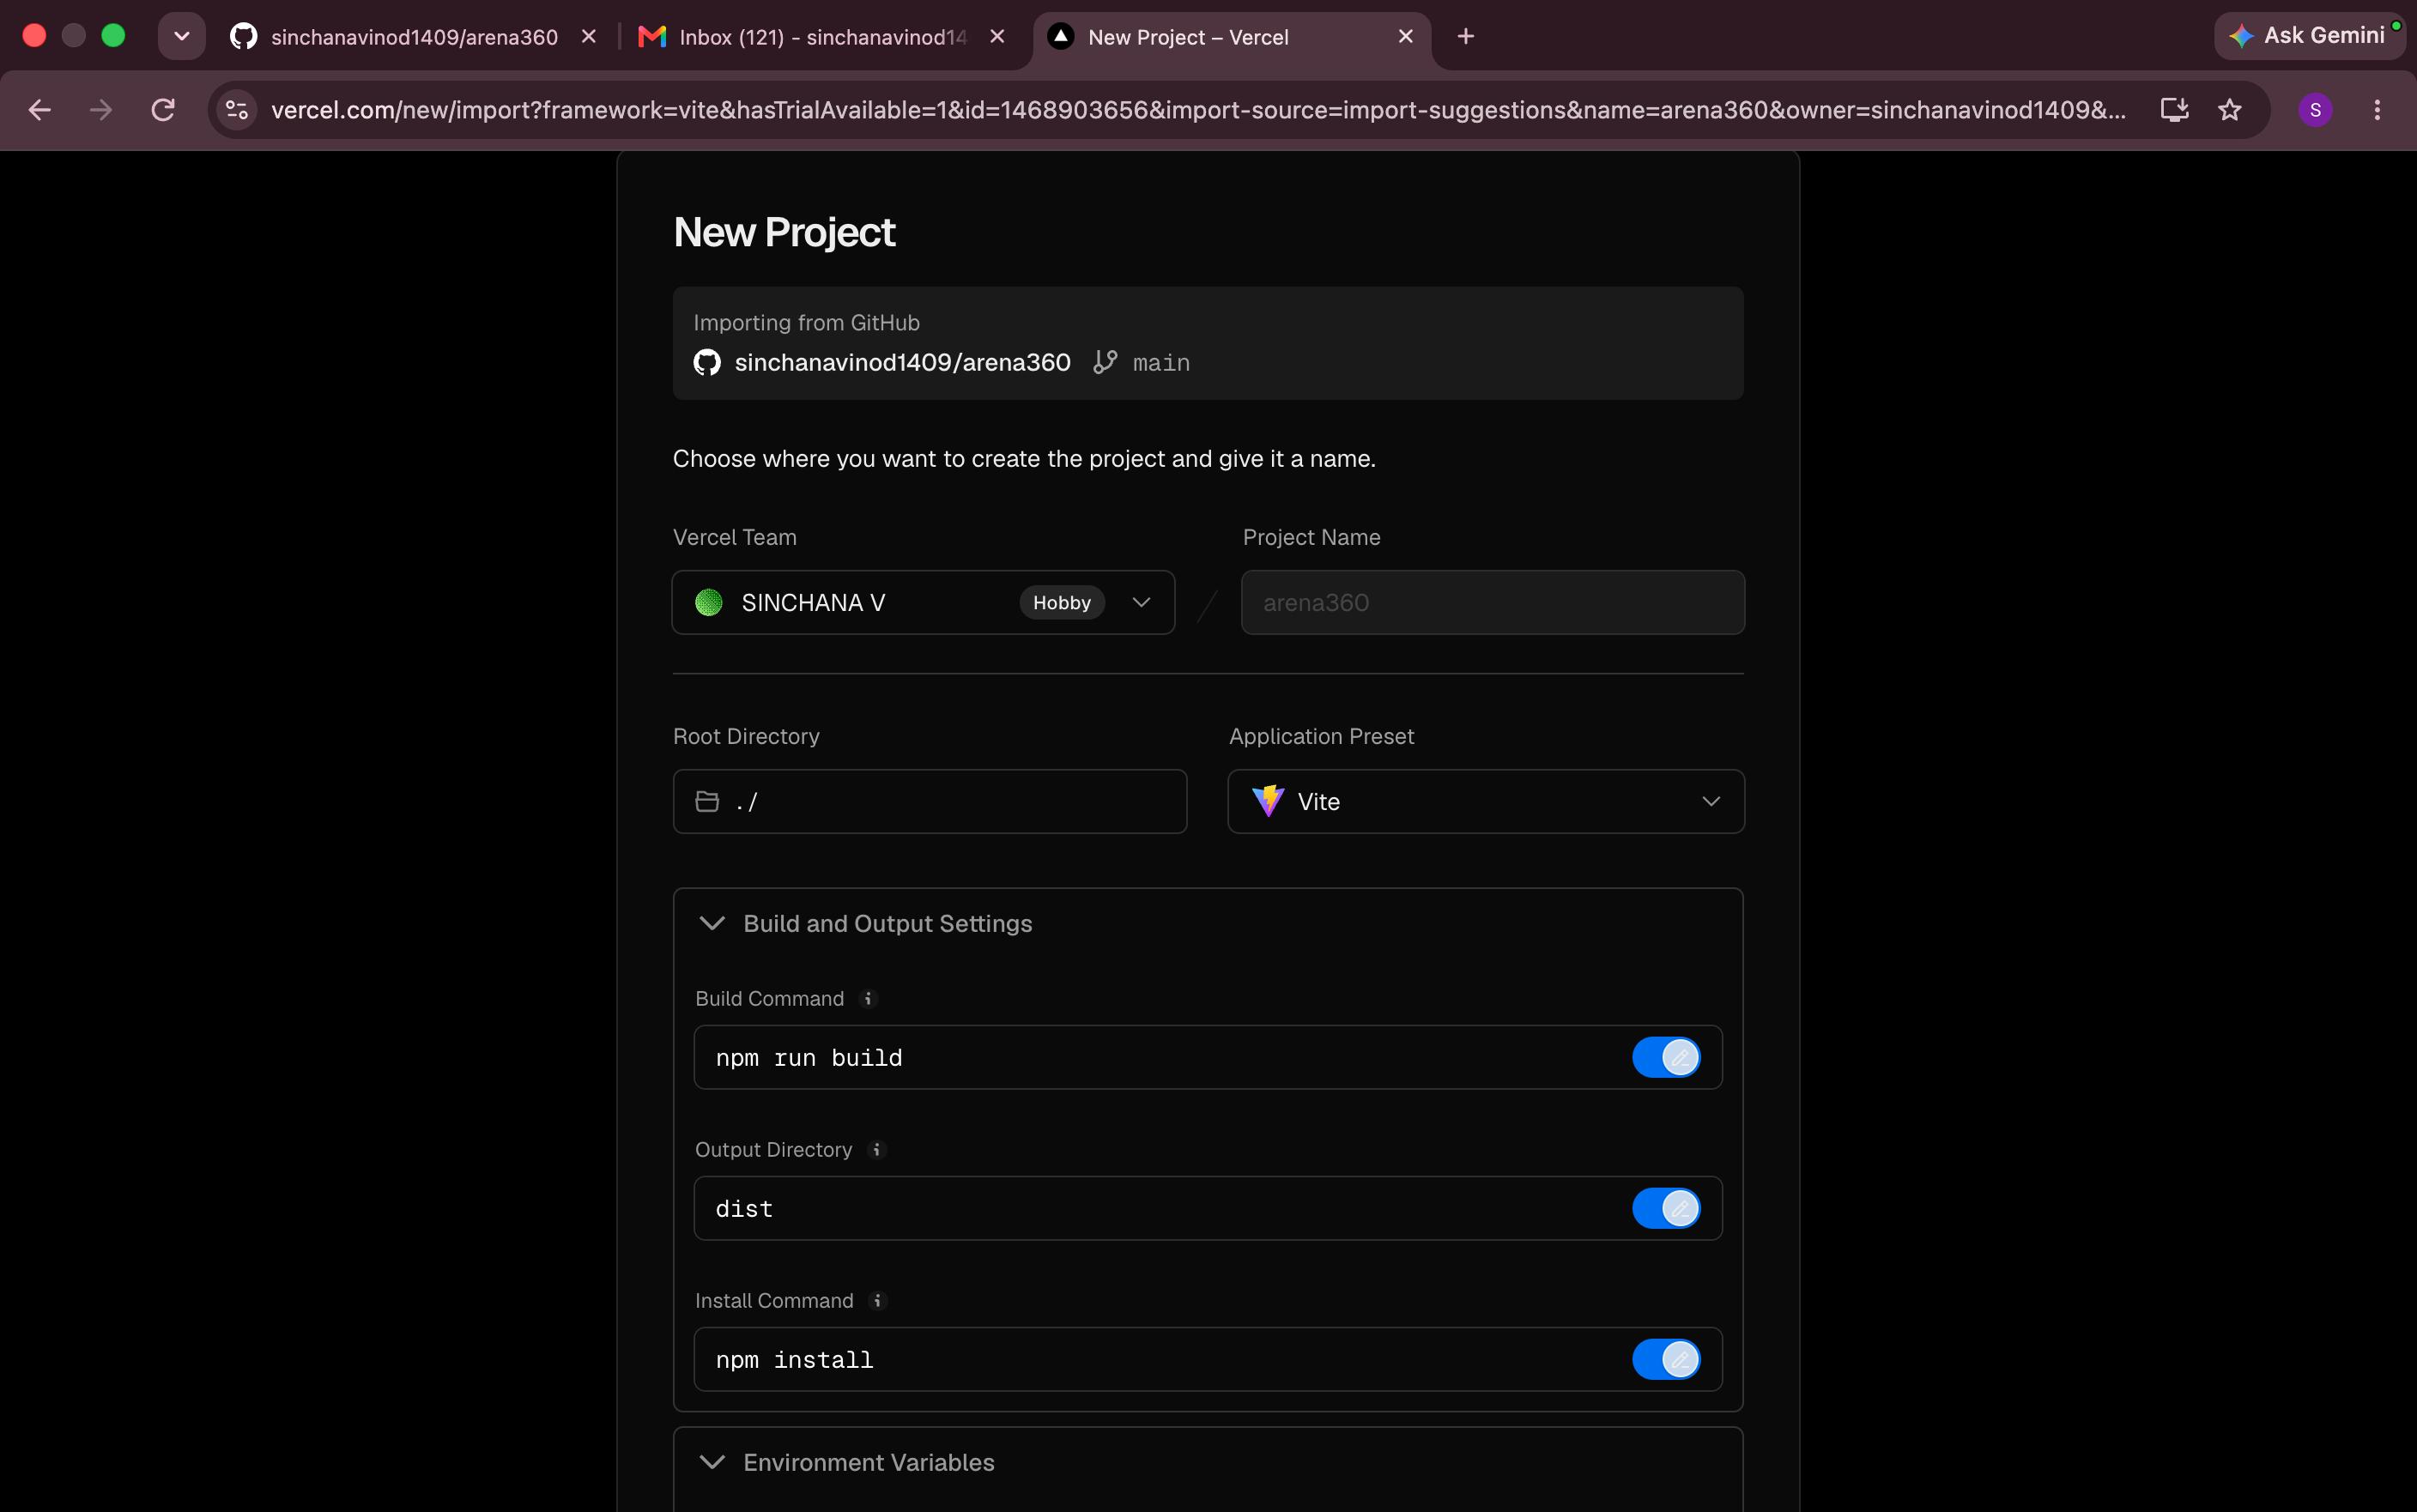 sinchanavinod1409/arena360
Inbox (121) - sinchanavinod14
New Project – Vercel
Ask Gemini
vercel.com/new/import?framework=vite&hasTrialAvailable=1&id=1468903656&import-source=import-suggestions&name=arena360&owner=sinchanavinod1409&...
S
New Project
Importing from GitHub
sinchanavinod1409/arena360 main
Choose where you want to create the project and give it a name.
Vercel Team
Project Name
SINCHANA V Hobby
/
arena360
Root Directory
Application Preset
./
Vite
Build and Output Settings
Build Command
npm run build
Output Directory
dist
Install Command
npm install
Environment Variables